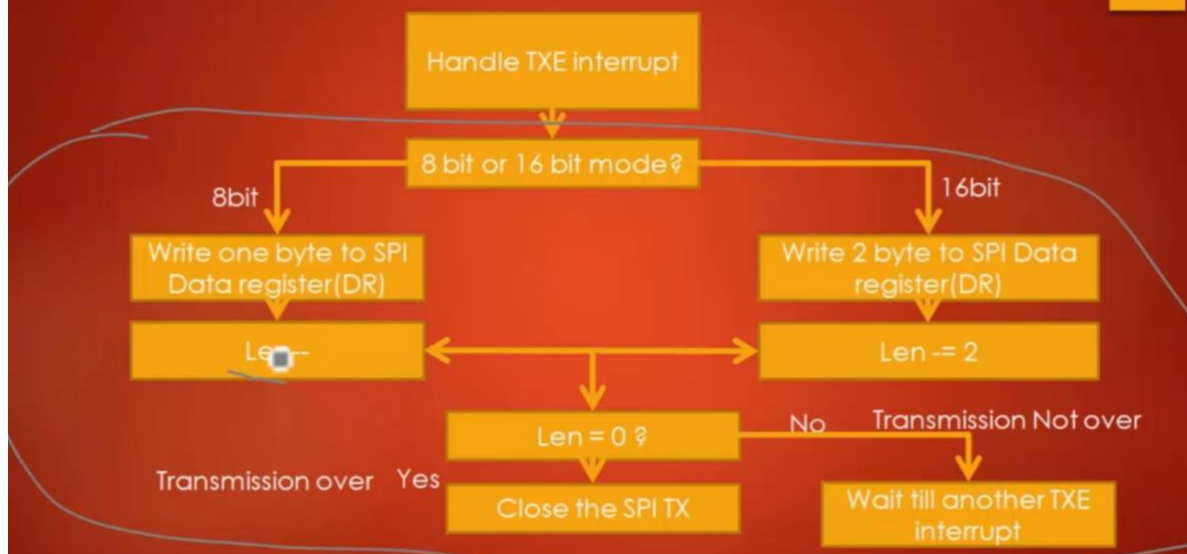 Handle TXE interrupt
8 bit or 16 bit mode?
8bit
16bit
Write one byte to SPI
Data register(DR)
Write 2 byte to SPI Data
register(DR)
Len -= 2
Len = 0 ?
No
Transmission Not over
Transmission over
Yes
Close the SPI TX
Wait till another TXE
interrupt